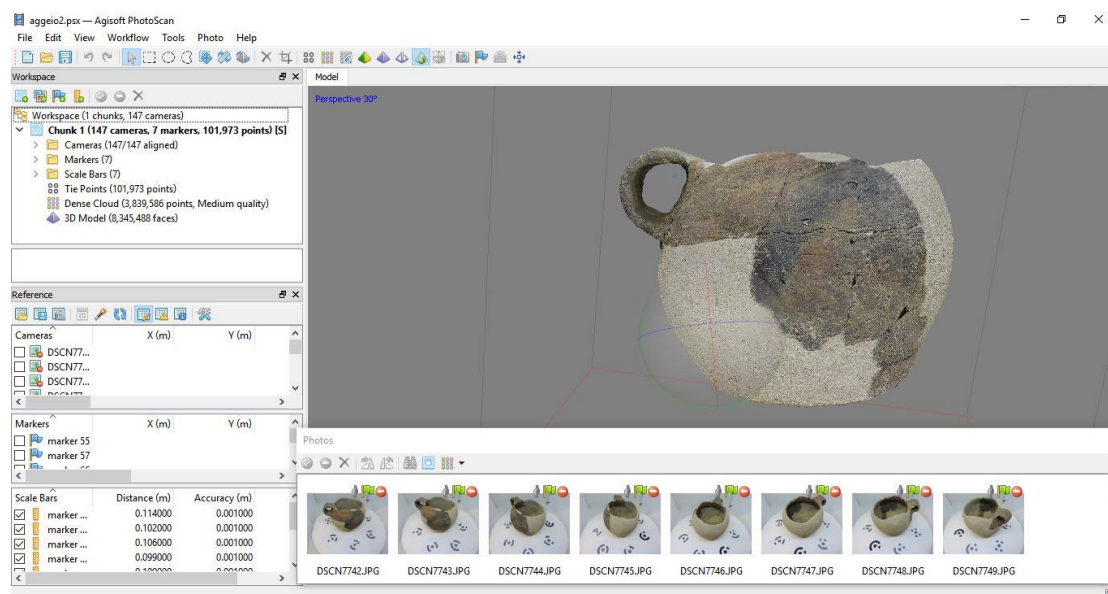 aggeio2.psx — Agisoft PhotoScan
File Edit View Workflow Tools Photo Help
Workspace
Model
Perspective 30°
Workspace (1 chunks, 147 cameras)
Chunk 1 (147 cameras, 7 markers, 101,973 points) [S]
Cameras (147/147 aligned)
Markers (7)
Scale Bars (7)
Tie Points (101,973 points)
Dense Cloud (3,839,586 points, Medium quality)
3D Model (8,345,488 faces)
Reference
Cameras X (m) Y (m)
DSCN77...
DSCN77...
DSCN77...
Markers X (m) Y (m)
marker 55
marker 57
Photos
Scale Bars Distance (m) Accuracy (m)
marker ... 0.114000 0.001000
marker ... 0.102000 0.001000
marker ... 0.106000 0.001000
marker ... 0.099000 0.001000
DSCN7742.JPG DSCN7743.JPG DSCN7744.JPG DSCN7745.JPG DSCN7746.JPG DSCN7747.JPG DSCN7748.JPG DSCN7749.JPG